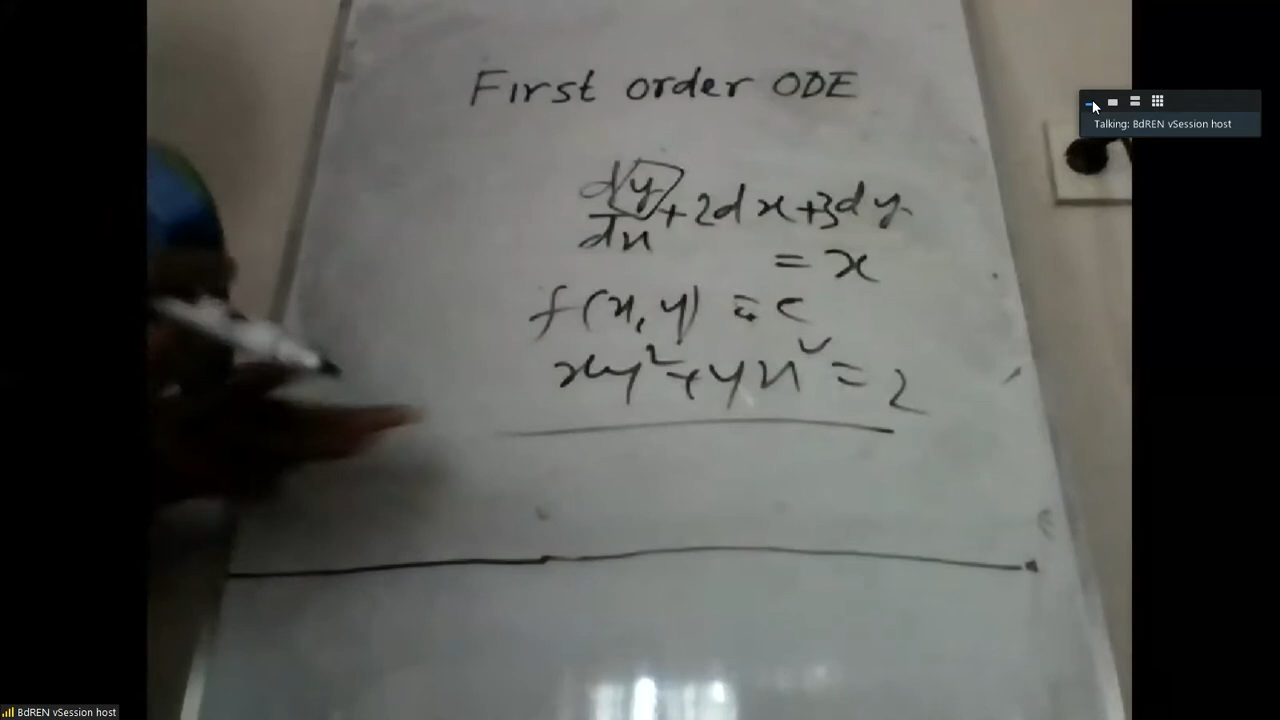 First order ODE
dy/dx + 2dx + 3dy
= x
f(x, y) = c
xy² + yx² = 2
Talking: BdREN vSession host
BdREN vSession host